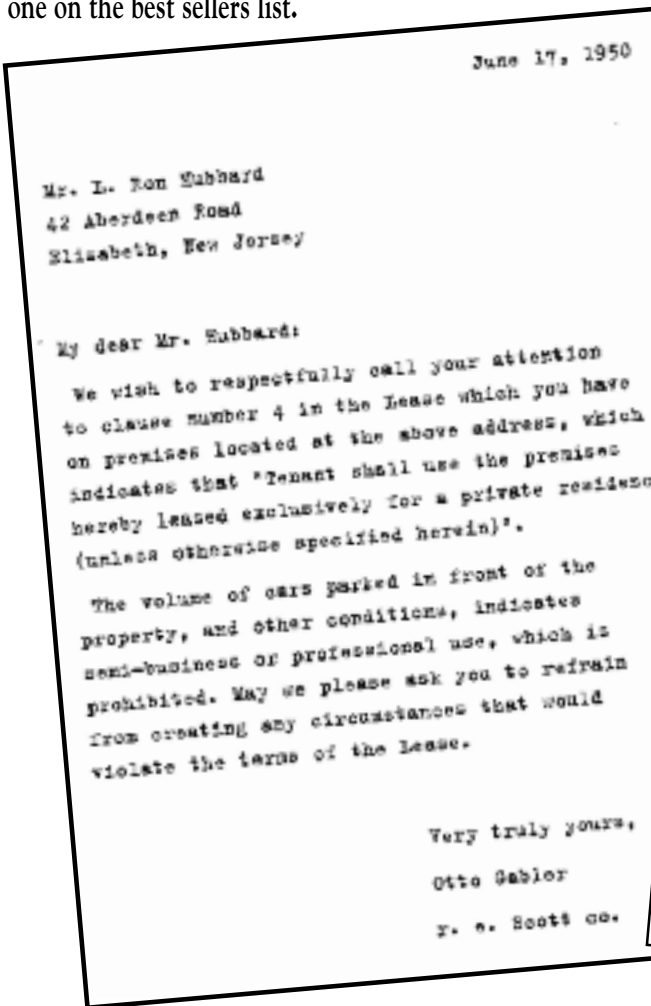 one on the best sellers list.
June 17, 1950
Mr. L. Ron Hubbard
42 Aberdeen Road
Elizabeth, New Jersey
My dear Mr. Hubbard:
We wish to respectfully call your attention
to clause number 4 in the Lease which you have
on premises located at the above address, which
indicates that "Tenant shall use the premises
hereby leased exclusively for a private residenc
(unless otherwise specified herein)".
The volume of cars parked in front of the
property, and other conditions, indicates
semi-business or professional use, which is
prohibited. May we please ask you to refrain
from creating any circumstances that would
violate the terms of the Lease.
Very truly yours,
Otto Gabler
r. e. Scott co.